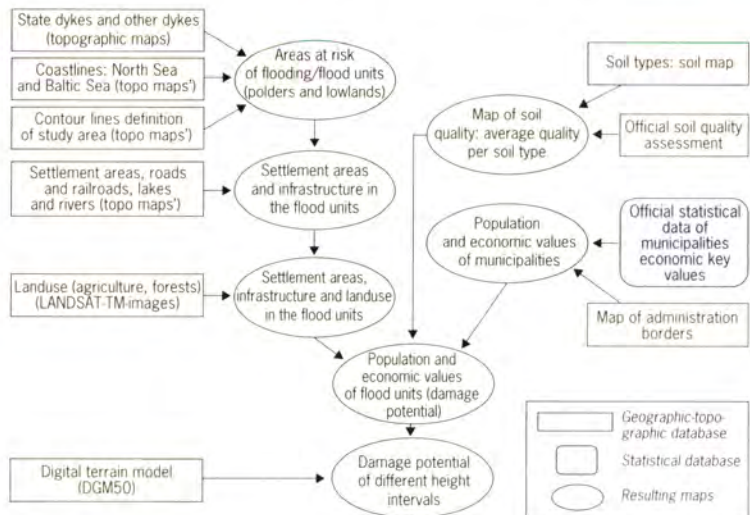 State dykes and other dykes
(topographic maps)
Coastlines: North Sea
and Baltic Sea (topo maps')
Contour lines definition
of study area (topo maps')
Settlement areas, roads
and railroads, lakes
and rivers (topo maps')
Landuse (agriculture, forests)
(LANDSAT-TM-images)
Digital terrain model
(DGM50)
Areas at risk
of flooding/flood units
(polders and lowlands)
Settlement areas
and infrastructure in
the flood units
Settlement areas,
infrastructure and landuse
in the flood units
Population and
economic values
of flood units (damage
potential)
Damage potential
of different height
intervals
Map of soil
quality: average quality
per soil type
Population
and economic values
of municipalities
Soil types: soil map
Official soil quality
assessment
Official statistical
data of
municipalities
economic key
values
Map of administration
borders
Geographic-topo-
graphic database
Statistical database
Resulting maps